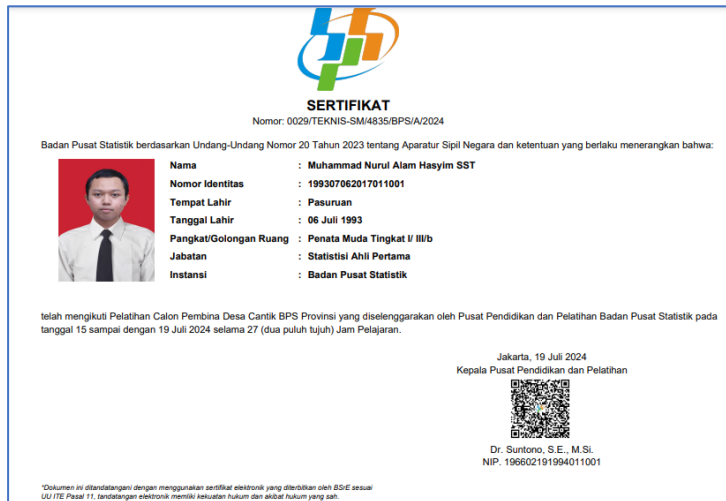 SERTIFIKAT
Nomor: 0029/TEKNIS-SM/4835/BPS/A/2024
Badan Pusat Statistik berdasarkan Undang-Undang Nomor 20 Tahun 2023 tentang Aparatur Sipil Negara dan ketentuan yang berlaku menerangkan bahwa:
Nama : Muhammad Nurul Alam Hasyim SST
Nomor Identitas : 199307062017011001
Tempat Lahir : Pasuruan
Tanggal Lahir : 06 Juli 1993
Pangkat/Golongan Ruang : Penata Muda Tingkat I/ III/b
Jabatan : Statistisi Ahli Pertama
Instansi : Badan Pusat Statistik
telah mengikuti Pelatihan Calon Pembina Desa Cantik BPS Provinsi yang diselenggarakan oleh Pusat Pendidikan dan Pelatihan Badan Pusat Statistik pada
tanggal 15 sampai dengan 19 Juli 2024 selama 27 (dua puluh tujuh) Jam Pelajaran.
Jakarta, 19 Juli 2024
Kepala Pusat Pendidikan dan Pelatihan
Dr. Suntono, S.E., M.Si.
NIP. 196602191994011001
"Dokumen ini ditandatangani dengan menggunakan sertifikat elektronik yang diterbitkan oleh BSrE sesuai
UU ITE Pasal 11, tandatangan elektronik memiliki kekuatan hukum dan akibat hukum yang sah.